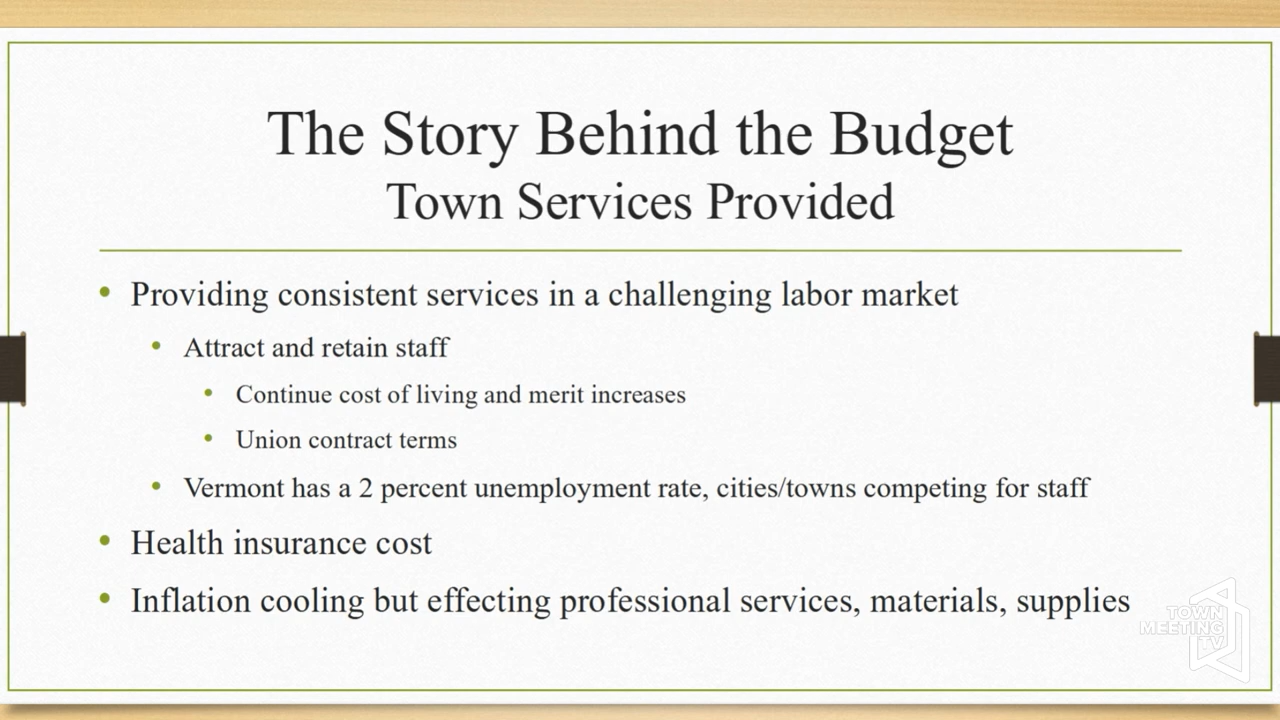 The Story Behind the Budget
Town Services Provided
• Providing consistent services in a challenging labor market
• Attract and retain staff
• Continue cost of living and merit increases
• Union contract terms
• Vermont has a 2 percent unemployment rate, cities/towns competing for staff
• Health insurance cost
• Inflation cooling but effecting professional services, materials, supplies
TOWN
MEETING
TV